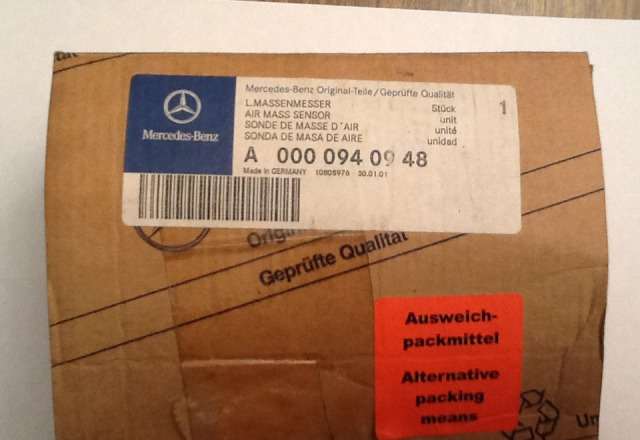 Mercedes-Benz
Mercedes-Benz Original-Teile/Geprüfte Qualität
L.MASSENMESSER
AIR MASS SENSOR
SONDE DE MASSE D´AIR
SONDA DE MASA DE AIRE
Stück
unit
unité
unidad
1
A 000 094 09 48
Made in GERMANY 10805976 30.01.01
Geprüfte Qualität
Ausweich-
packmittel
Alternative
packing
means